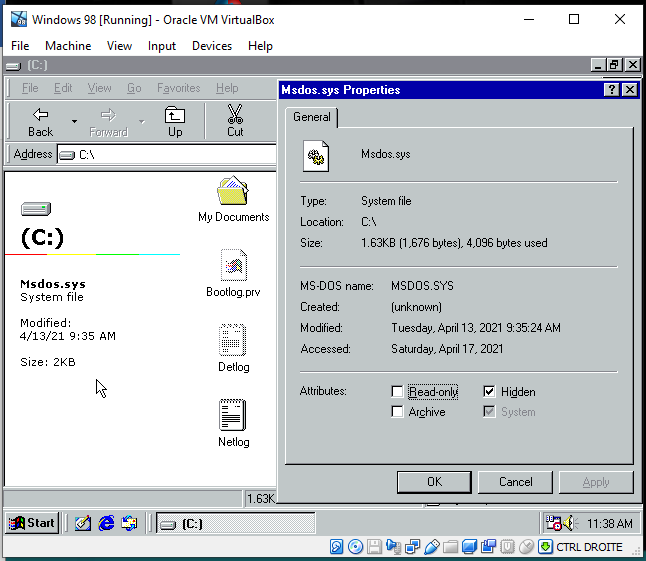 Windows 98 [Running] - Oracle VM VirtualBox
File Machine View Input Devices Help
(C:)
File Edit View Go Favorites Help
Back Forward Up Cut
Address C:\
(C:)
Msdos.sys
System file
Modified:
4/13/21 9:35 AM
Size: 2KB
My Documents
Bootlog.prv
Detlog
Netlog
1.63K
Msdos.sys Properties
General
Msdos.sys
Type: System file
Location: C:\
Size: 1.63KB (1,676 bytes), 4,096 bytes used
MS-DOS name: MSDOS.SYS
Created: (unknown)
Modified: Tuesday, April 13, 2021 9:35:24 AM
Accessed: Saturday, April 17, 2021
Attributes: Read-only Hidden
Archive System
OK Cancel Apply
Start (C:) 11:38 AM
CTRL DROITE